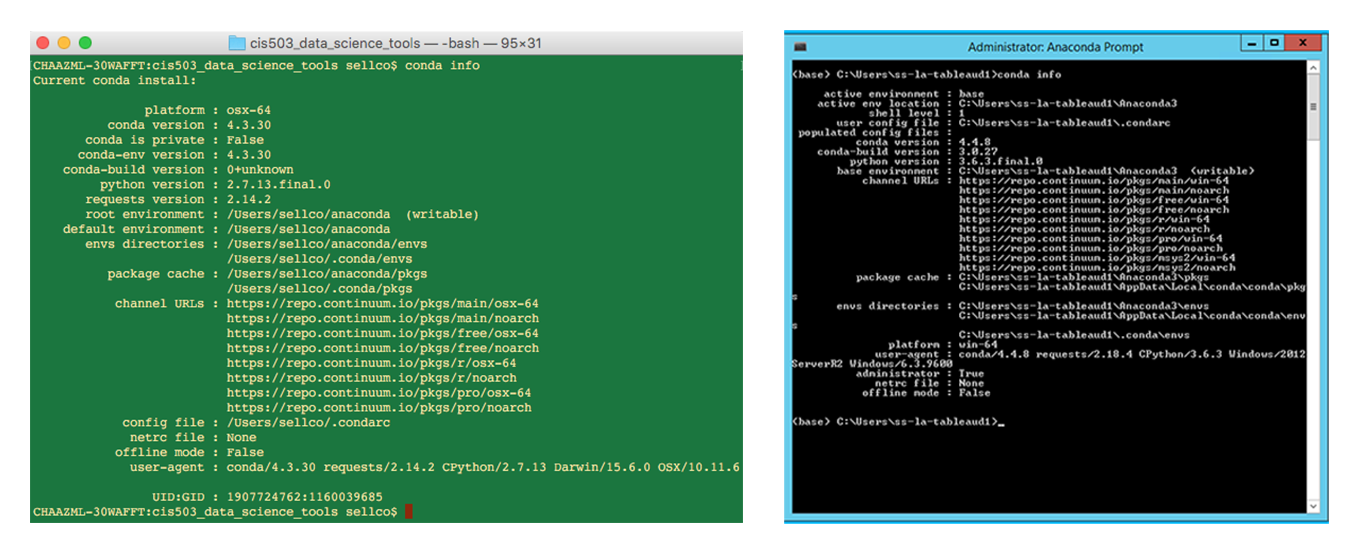 cis503_data_science_tools — -bash — 95×31
CHAAZML-30WAFFT:cis503_data_science_tools sellco$ conda info
Current conda install:
platform : osx-64
conda version : 4.3.30
conda is private : False
conda-env version : 4.3.30
conda-build version : 0+unknown
python version : 2.7.13.final.0
requests version : 2.14.2
root environment : /Users/sellco/anaconda  (writable)
default environment : /Users/sellco/anaconda
envs directories : /Users/sellco/anaconda/envs
/Users/sellco/.conda/envs
package cache : /Users/sellco/anaconda/pkgs
/Users/sellco/.conda/pkgs
channel URLs : https://repo.continuum.io/pkgs/main/osx-64
https://repo.continuum.io/pkgs/main/noarch
https://repo.continuum.io/pkgs/free/osx-64
https://repo.continuum.io/pkgs/free/noarch
https://repo.continuum.io/pkgs/r/osx-64
https://repo.continuum.io/pkgs/r/noarch
https://repo.continuum.io/pkgs/pro/osx-64
https://repo.continuum.io/pkgs/pro/noarch
config file : /Users/sellco/.condarc
netrc file : None
offline mode : False
user-agent : conda/4.3.30 requests/2.14.2 CPython/2.7.13 Darwin/15.6.0 OSX/10.11.6
UID:GID : 1907724762:1160039685
CHAAZML-30WAFFT:cis503_data_science_tools sellco$
Administrator: Anaconda Prompt
(base) C:\Users\ss-la-tableaud1>conda info
active environment : base
active env location : C:\Users\ss-la-tableaud1\Anaconda3
shell level : 1
user config file : C:\Users\ss-la-tableaud1\.condarc
populated config files :
conda version : 4.4.8
conda-build version : 3.0.27
python version : 3.6.3.final.0
base environment : C:\Users\ss-la-tableaud1\Anaconda3  (writable)
channel URLs : https://repo.continuum.io/pkgs/main/win-64
https://repo.continuum.io/pkgs/main/noarch
https://repo.continuum.io/pkgs/free/win-64
https://repo.continuum.io/pkgs/free/noarch
https://repo.continuum.io/pkgs/r/win-64
https://repo.continuum.io/pkgs/r/noarch
https://repo.continuum.io/pkgs/pro/win-64
https://repo.continuum.io/pkgs/pro/noarch
https://repo.continuum.io/pkgs/msys2/win-64
https://repo.continuum.io/pkgs/msys2/noarch
package cache : C:\Users\ss-la-tableaud1\Anaconda3\pkgs
C:\Users\ss-la-tableaud1\AppData\Local\conda\conda\pkg
s
envs directories : C:\Users\ss-la-tableaud1\Anaconda3\envs
C:\Users\ss-la-tableaud1\AppData\Local\conda\conda\env
s
C:\Users\ss-la-tableaud1\.conda\envs
platform : win-64
user-agent : conda/4.4.8 requests/2.18.4 CPython/3.6.3 Windows/2012
ServerR2 Windows/6.3.9600
administrator : True
netrc file : None
offline mode : False
(base) C:\Users\ss-la-tableaud1>_